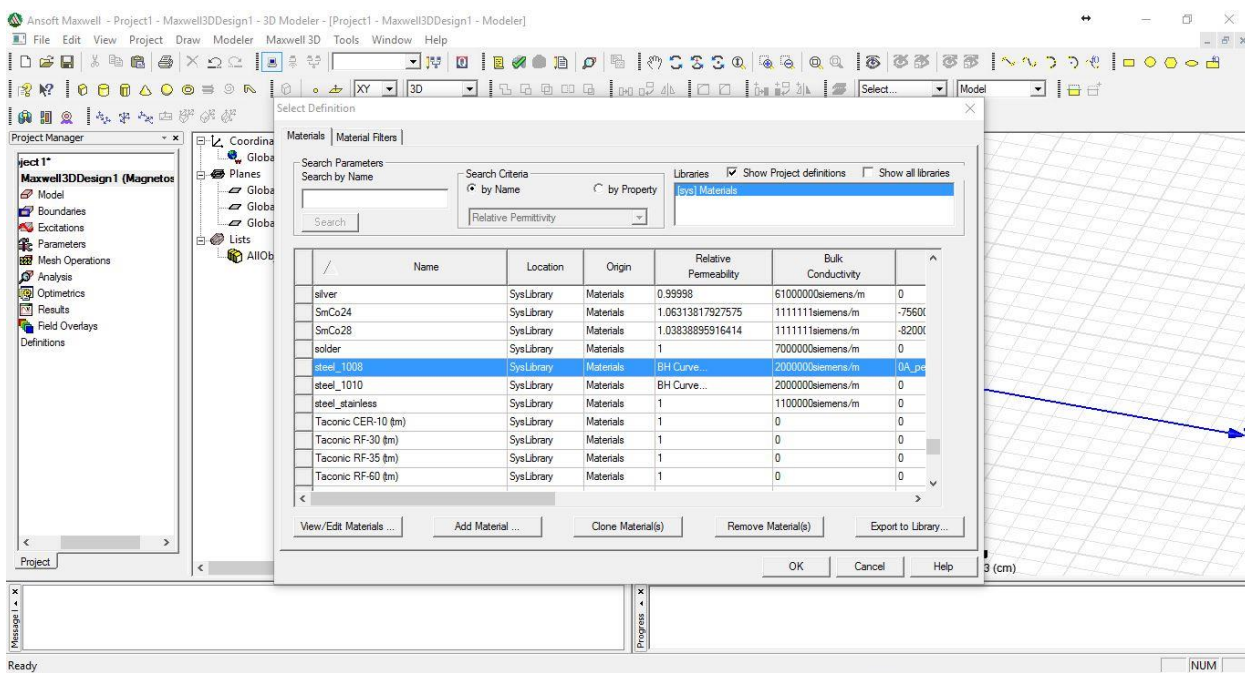 Ansoft Maxwell - Project1 - Maxwell3DDesign1 - 3D Modeler - [Project1 - Maxwell3DDesign1 - Modeler]
File Edit View Project Draw Modeler Maxwell 3D Tools Window Help
XY 3D Select... Model
Project Manager
ject1*
Maxwell3DDesign1 (Magnetos
Model
Boundaries
Excitations
Parameters
Mesh Operations
Analysis
Optimetrics
Results
Field Overlays
Definitions
Project
Coordina
Globa
Planes
Globa
Globa
Globa
Lists
AllOb
Select Definition
Materials Material Filters
Search Parameters
Search by Name
Search
Search Criteria
by Name by Property
Relative Permittivity
Libraries Show Project definitions Show all libraries
[sys] Materials
/ Name Location Origin Relative Permeability Bulk Conductivity
silver SysLibrary Materials 0.99998 61000000siemens/m 0
SmCo24 SysLibrary Materials 1.06313817927575 1111111siemens/m -75600
SmCo28 SysLibrary Materials 1.03838895916414 1111111siemens/m -82000
solder SysLibrary Materials 1 7000000siemens/m 0
steel_1008 SysLibrary Materials BH Curve... 2000000siemens/m 0A_pe
steel_1010 SysLibrary Materials BH Curve... 2000000siemens/m 0
steel_stainless SysLibrary Materials 1 1100000siemens/m 0
Taconic CER-10 (tm) SysLibrary Materials 1 0 0
Taconic RF-30 (tm) SysLibrary Materials 1 0 0
Taconic RF-35 (tm) SysLibrary Materials 1 0 0
Taconic RF-60 (tm) SysLibrary Materials 1 0 0
View/Edit Materials ... Add Material ... Clone Material(s) Remove Material(s) Export to Library...
OK Cancel Help
3 (cm)
Message
Progress
Ready
NUM